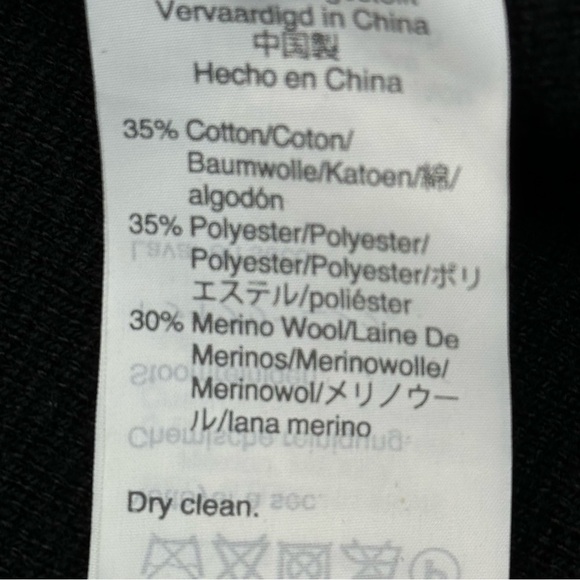 Vervaardigd in China
中国製
Hecho en China
35% Cotton/Coton/
Baumwolle/Katoen/綿/
algodón
35% Polyester/Polyester/
Polyester/Polyester/ポリ
エステル/poliéster
30% Merino Wool/Laine De
Merinos/Merinowolle/
Merinowol/メリノウー
ル/lana merino
Dry clean.